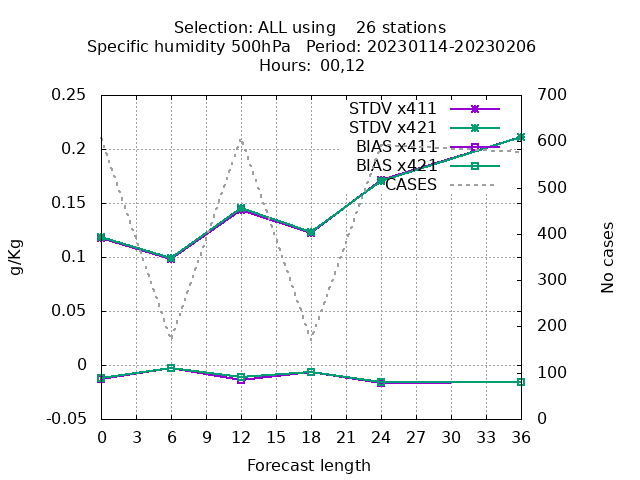 Selection: ALL using    26 stations
Specific humidity 500hPa   Period: 20230114-20230206
Hours: 00,12
0.25
0.2
0.15
0.1
0.05
0
-0.05
g/Kg
STDV x411
STDV x421
BIAS x411
BIAS x421
CASES
700
600
500
400
300
200
100
0
No cases
0 3 6 9 12 15 18 21 24 27 30 33 36
Forecast length